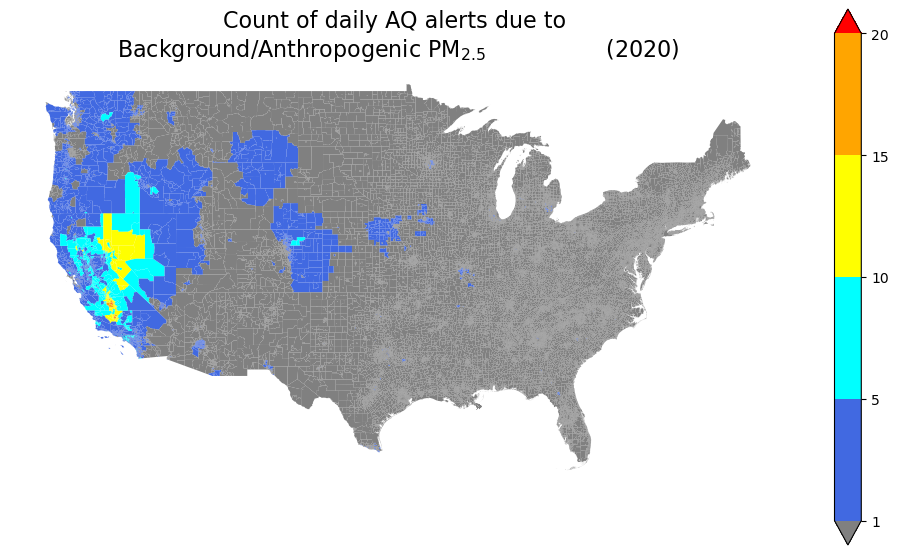 Count of daily AQ alerts due to
Background/Anthropogenic PM₂.₅ (2020)
20
15
10
5
1